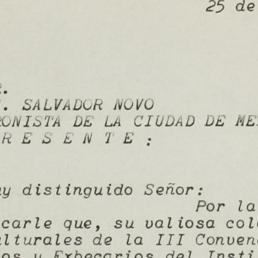 25 de
. SALVADOR NOVO
ONISTA DE LA CIUDAD DE ME
R E S E N T E :
y distinguido Señor:
Por la
carle que, su valiosa col
lturales de la III Conven
os y Exbecarios del Insti